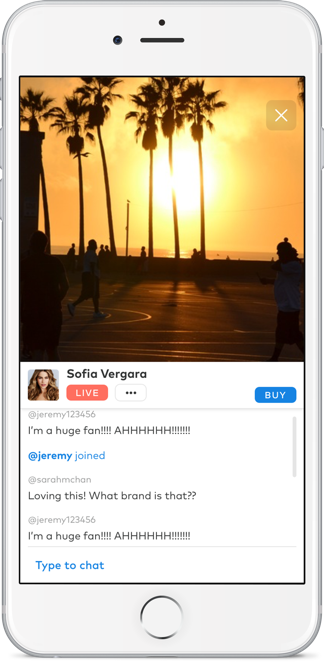 Sofia Vergara
LIVE
BUY
@jeremy123456
I'm a huge fan!!!! AHHHHHH!!!!!!!
@jeremy joined
@sarahmchan
Loving this! What brand is that??
@jeremy123456
I'm a huge fan!!!! AHHHHHH!!!!!!!
Type to chat